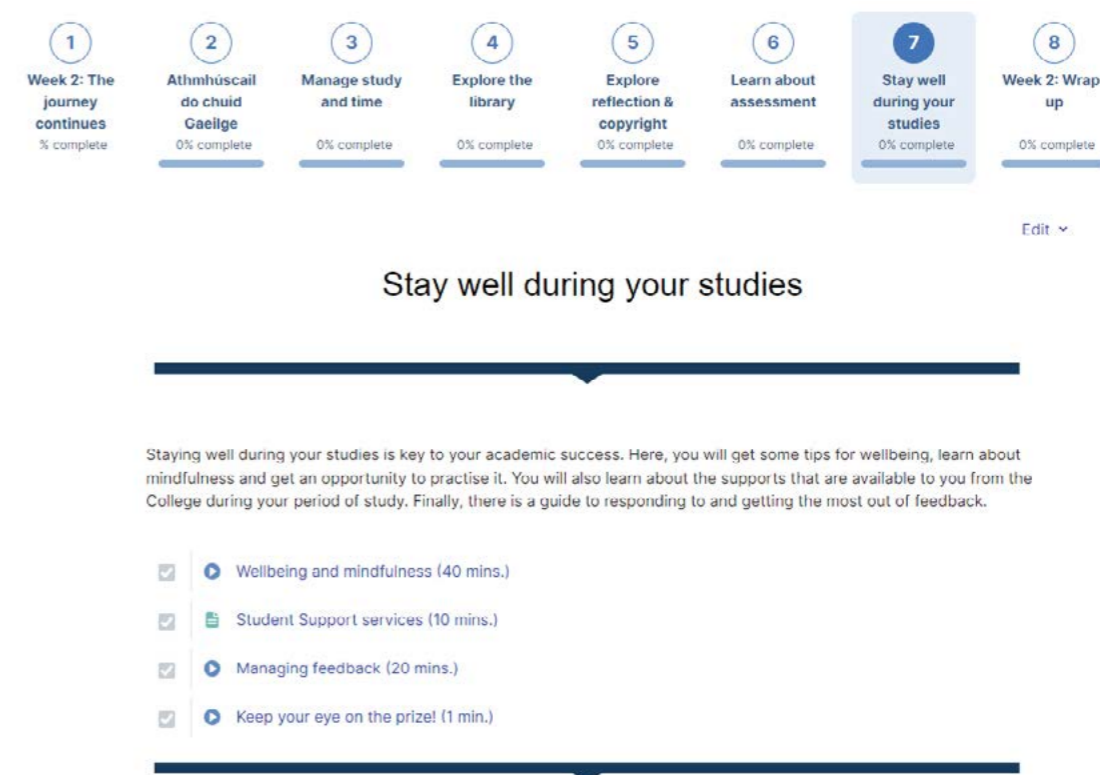 1 2 3 4 5 6 7 8
Week 2: The journey continues
% complete
Athmhúscail do chuid Gaeilge
0% complete
Manage study and time
0% complete
Explore the library
0% complete
Explore reflection & copyright
0% complete
Learn about assessment
0% complete
Stay well during your studies
0% complete
Week 2: Wrap up
0% complete
Edit
Stay well during your studies
Staying well during your studies is key to your academic success. Here, you will get some tips for wellbeing, learn about
mindfulness and get an opportunity to practise it. You will also learn about the supports that are available to you from the
College during your period of study. Finally, there is a guide to responding to and getting the most out of feedback.
Wellbeing and mindfulness (40 mins.)
Student Support services (10 mins.)
Managing feedback (20 mins.)
Keep your eye on the prize! (1 min.)